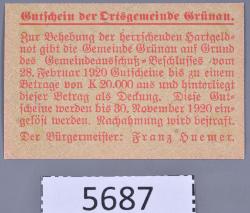 Gutschein der Ortsgemeinde Grünau.
Zur Behebung der herrschenden Hartgeld-
not gibt die Gemeinde Grünau auf Grund
des Gemeindeausschuß-Beschlusses vom
28. Februar 1920 Gutscheine bis zu einem
Betrage von K 20.000 aus und hinterliegt
dieser Betrag als Deckung. Diese Gut-
scheine werden bis 30. November 1920 ein-
gelöst werden. Nachahmung wird bestraft.
Der Bürgermeister: Franz Huemer.
5687